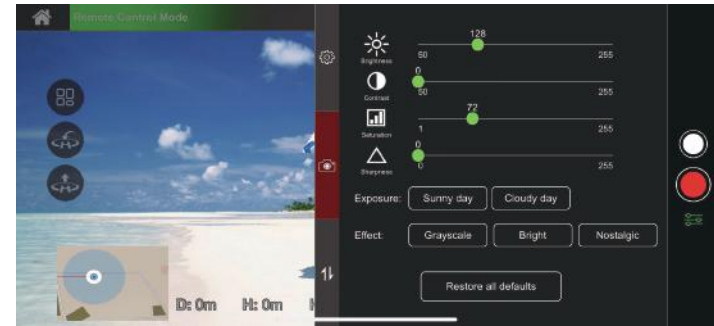 Remote Control Mode
128
Brightness
50
255
0
Contrast
50
255
72
Saturation
1
255
0
Sharpness
0
255
Exposure:
Sunny day
Cloudy day
Effect:
Grayscale
Bright
Nostalgic
Restore all defaults
D: 0m
H: 0m